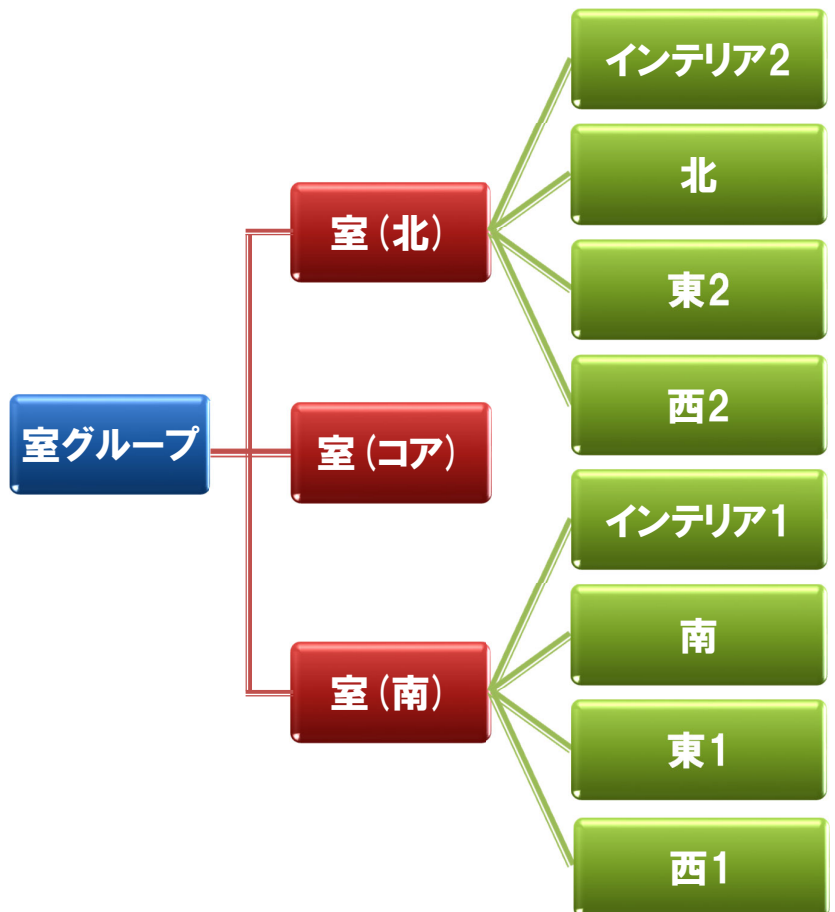 室グループ
室(北)
インテリア2
北
東2
西2
室(コア)
室(南)
インテリア1
南
東1
西1